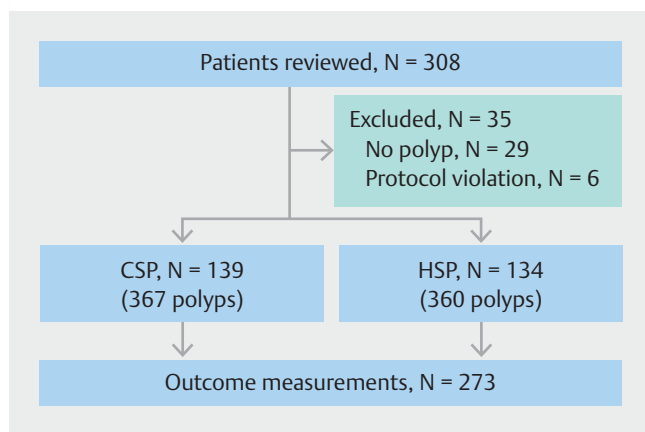 Patients reviewed, N = 308
Excluded, N = 35
No polyp, N = 29
Protocol violation, N = 6
CSP, N = 139
(367 polyps)
HSP, N = 134
(360 polyps)
Outcome measurements, N = 273